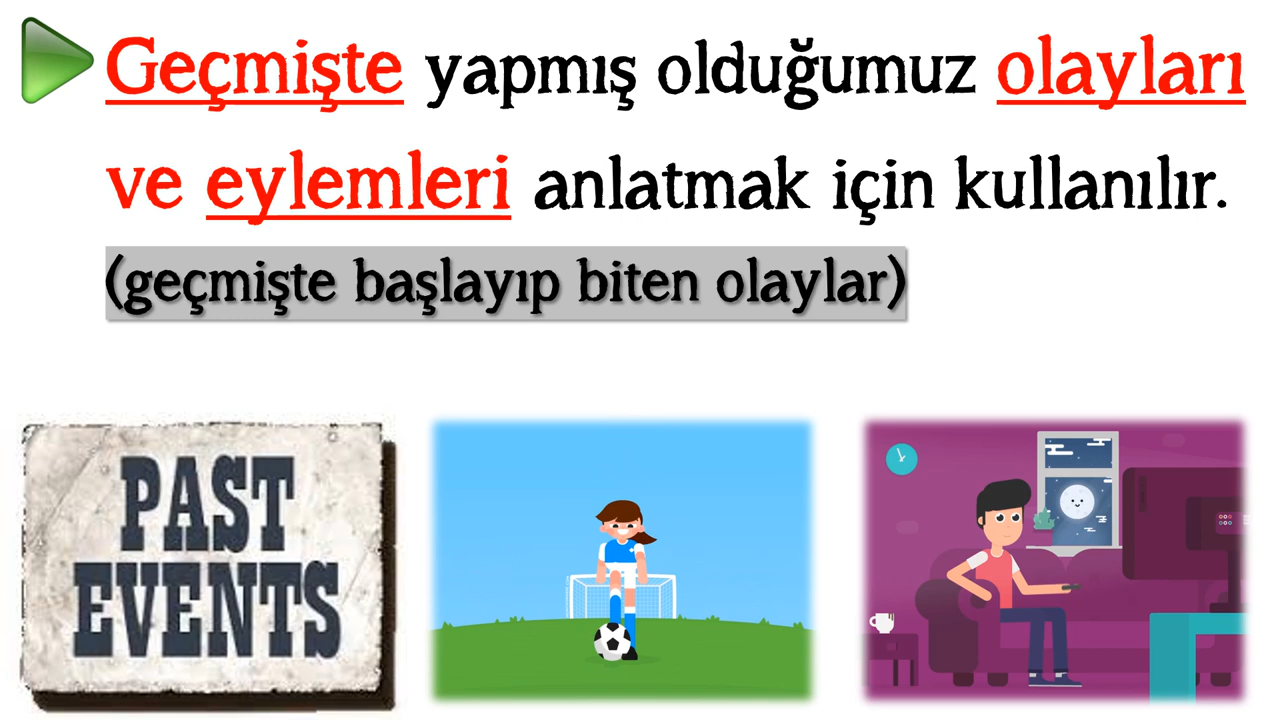 Geçmişte yapmış olduğumuz olayları
ve eylemleri anlatmak için kullanılır.
(geçmişte başlayıp biten olaylar)
PAST
EVENTS